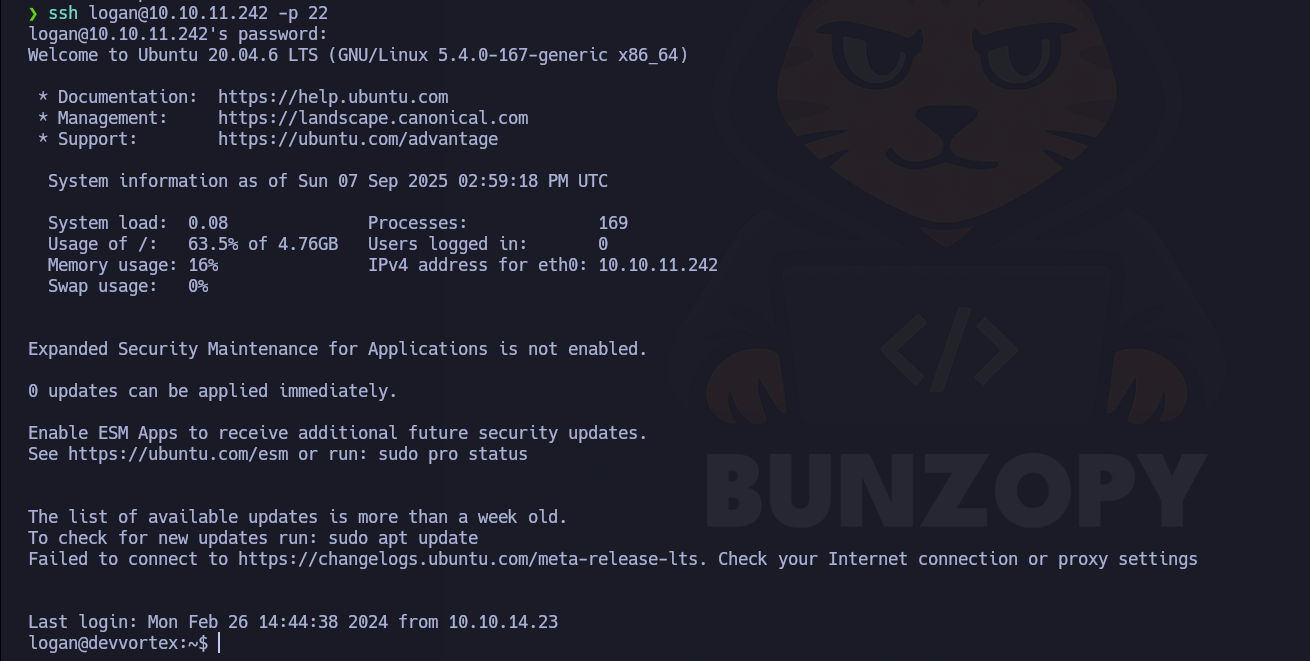 ❯ ssh logan@10.10.11.242 -p 22
logan@10.10.11.242's password:
Welcome to Ubuntu 20.04.6 LTS (GNU/Linux 5.4.0-167-generic x86_64)
* Documentation:  https://help.ubuntu.com
* Management:     https://landscape.canonical.com
* Support:        https://ubuntu.com/advantage
System information as of Sun 07 Sep 2025 02:59:18 PM UTC
System load:  0.08              Processes:             169
Usage of /:   63.5% of 4.76GB   Users logged in:       0
Memory usage: 16%               IPv4 address for eth0: 10.10.11.242
Swap usage:   0%
</>
Expanded Security Maintenance for Applications is not enabled.
0 updates can be applied immediately.
Enable ESM Apps to receive additional future security updates.
See https://ubuntu.com/esm or run: sudo pro status
BUNZOPY
The list of available updates is more than a week old.
To check for new updates run: sudo apt update
Failed to connect to https://changelogs.ubuntu.com/meta-release-lts. Check your Internet connection or proxy settings
Last login: Mon Feb 26 14:44:38 2024 from 10.10.14.23
logan@devvortex:~$